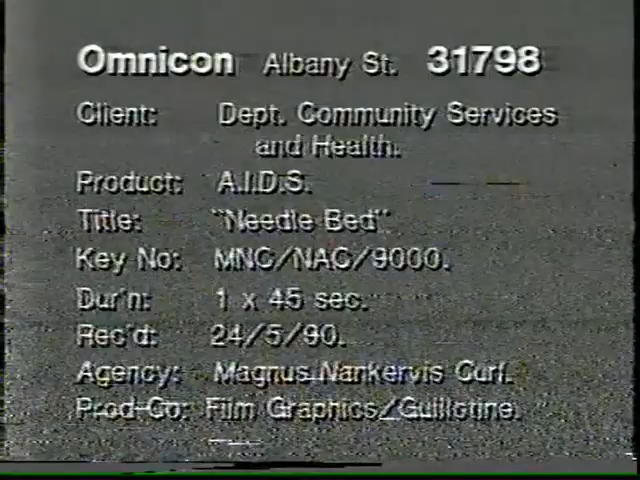 Omnicon Albany St. 31798
Client: Dept. Community Services
and Health.
Product: A.I.D.S.
Title: "Needle Bed"
Key No: MNC/NAC/9000.
Dur'n: 1 x 45 sec.
Rec'd: 24/5/90.
Agency: Magnus Nankervis Curl.
Prod Co: Film Graphics/Guillotine.